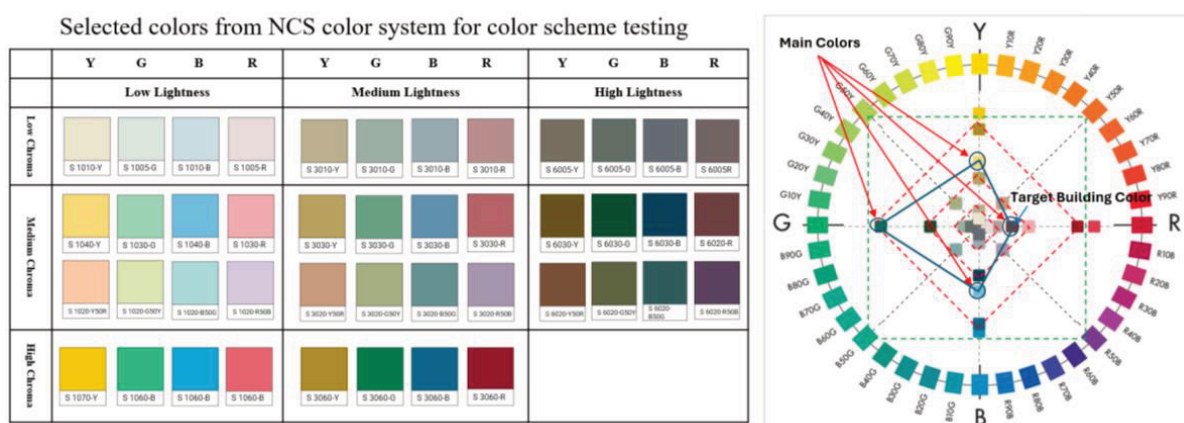 Selected colors from NCS color system for color scheme testing
Y G B R Y G B R Y G B R
Low Lightness Medium Lightness High Lightness
Low Chroma
S 1010-Y S 1005-G S 1010-B S 1005-R S 3010-Y S 3010-G S 3010-B S 3010-R S 6005-Y S 6005-G S 6005-B S 6005R
Medium Chroma
S 1040-Y S 1030-G S 1040-B S 1030-R S 3030-Y S 3030-G S 3030-B S 3030-R S 6030-Y S 6030-G S 6030-B S 6020-R
S 1020-Y50R S 1020-G50Y S 1020-B50G S 1020-R50B S 3020-Y50R S 3020-G50Y S 3020-B50G S 3020-R50B S 6020-Y50R S 6020-G50Y S 6020-B50G S 6020-R50B
High Chroma
S 1070-Y S 1060-B S 1060-B S 1060-B S 3060-Y S 3060-G S 3060-B S 3060-R
Main Colors
Target Building Color
Y
Y10R
Y20R
Y30R
Y40R
Y50R
Y60R
Y70R
Y80R
Y90R
R
R10B
R20B
R30B
R40B
R50B
R60B
R70B
R80B
R90B
B
B10G
B20G
B30G
B40G
B50G
B60G
B70G
B80G
B90G
G
G10Y
G20Y
G30Y
G40Y
G60Y
G70Y
G80Y
G90Y